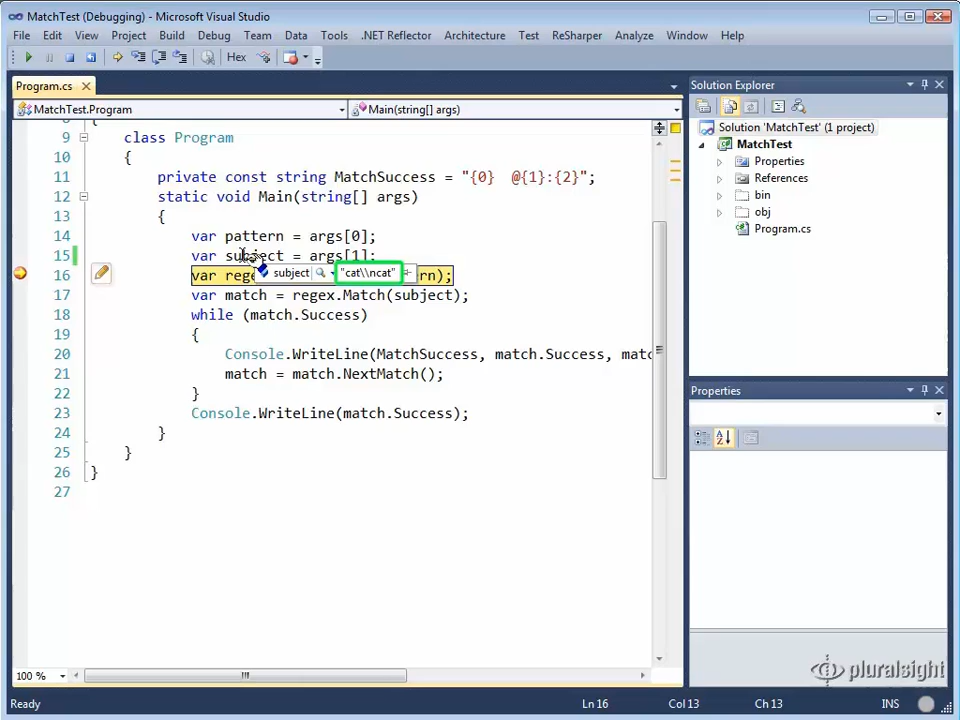 MatchTest (Debugging) - Microsoft Visual Studio
File Edit View Project Build Debug Team Data Tools .NET Reflector Architecture Test ReSharper Analyze Window Help
Hex
Program.cs
MatchTest.Program
Main(string[] args)
9 class Program
10 {
11 private const string MatchSuccess = "{0} @{1}:{2}";
12 static void Main(string[] args)
13 {
14 var pattern = args[0];
15 var subject = args[1];
16 var rege rn);
subject "cat\\ncat"
17 var match = regex.Match(subject);
18 while (match.Success)
19 {
20 Console.WriteLine(MatchSuccess, match.Success, matc
21 match = match.NextMatch();
22 }
23 Console.WriteLine(match.Success);
24 }
25 }
26 }
27
100 %
Solution Explorer
Solution 'MatchTest' (1 project)
MatchTest
Properties
References
bin
obj
Program.cs
Properties
pluralsight
Ready Ln 16 Col 13 Ch 13 INS